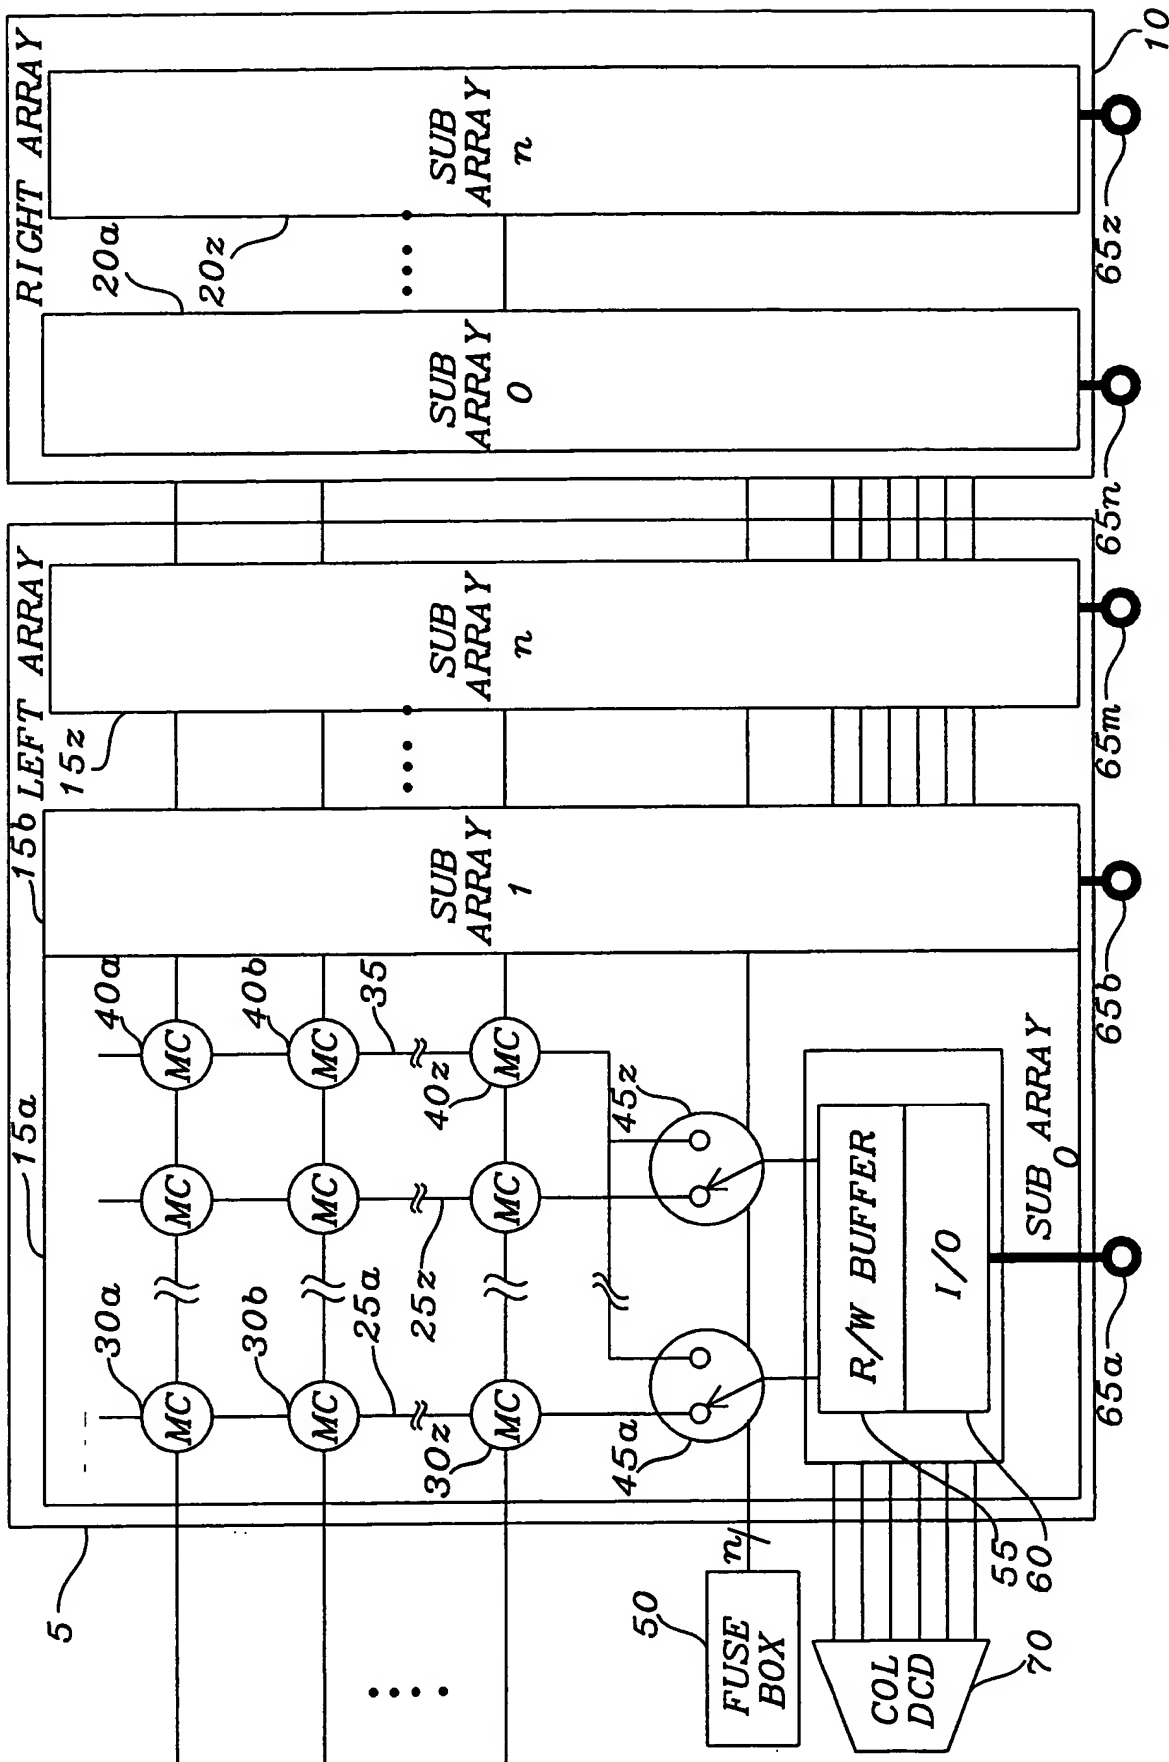 5
15a
15b
LEFT ARRAY
RIGHT ARRAY
15z
20a
20z
30a
40a
MC
MC
MC
30b
40b
MC
MC
MC
25a
25z
35
30z
40z
MC
MC
MC
SUB
ARRAY
1
SUB
ARRAY
n
SUB
ARRAY
0
SUB
ARRAY
n
45a
45z
50
FUSE
BOX
n
COL
DCD
70
R/W BUFFER
I/O
55
60
SUB ARRAY
0
65a
65b
65m
65n
65z
10